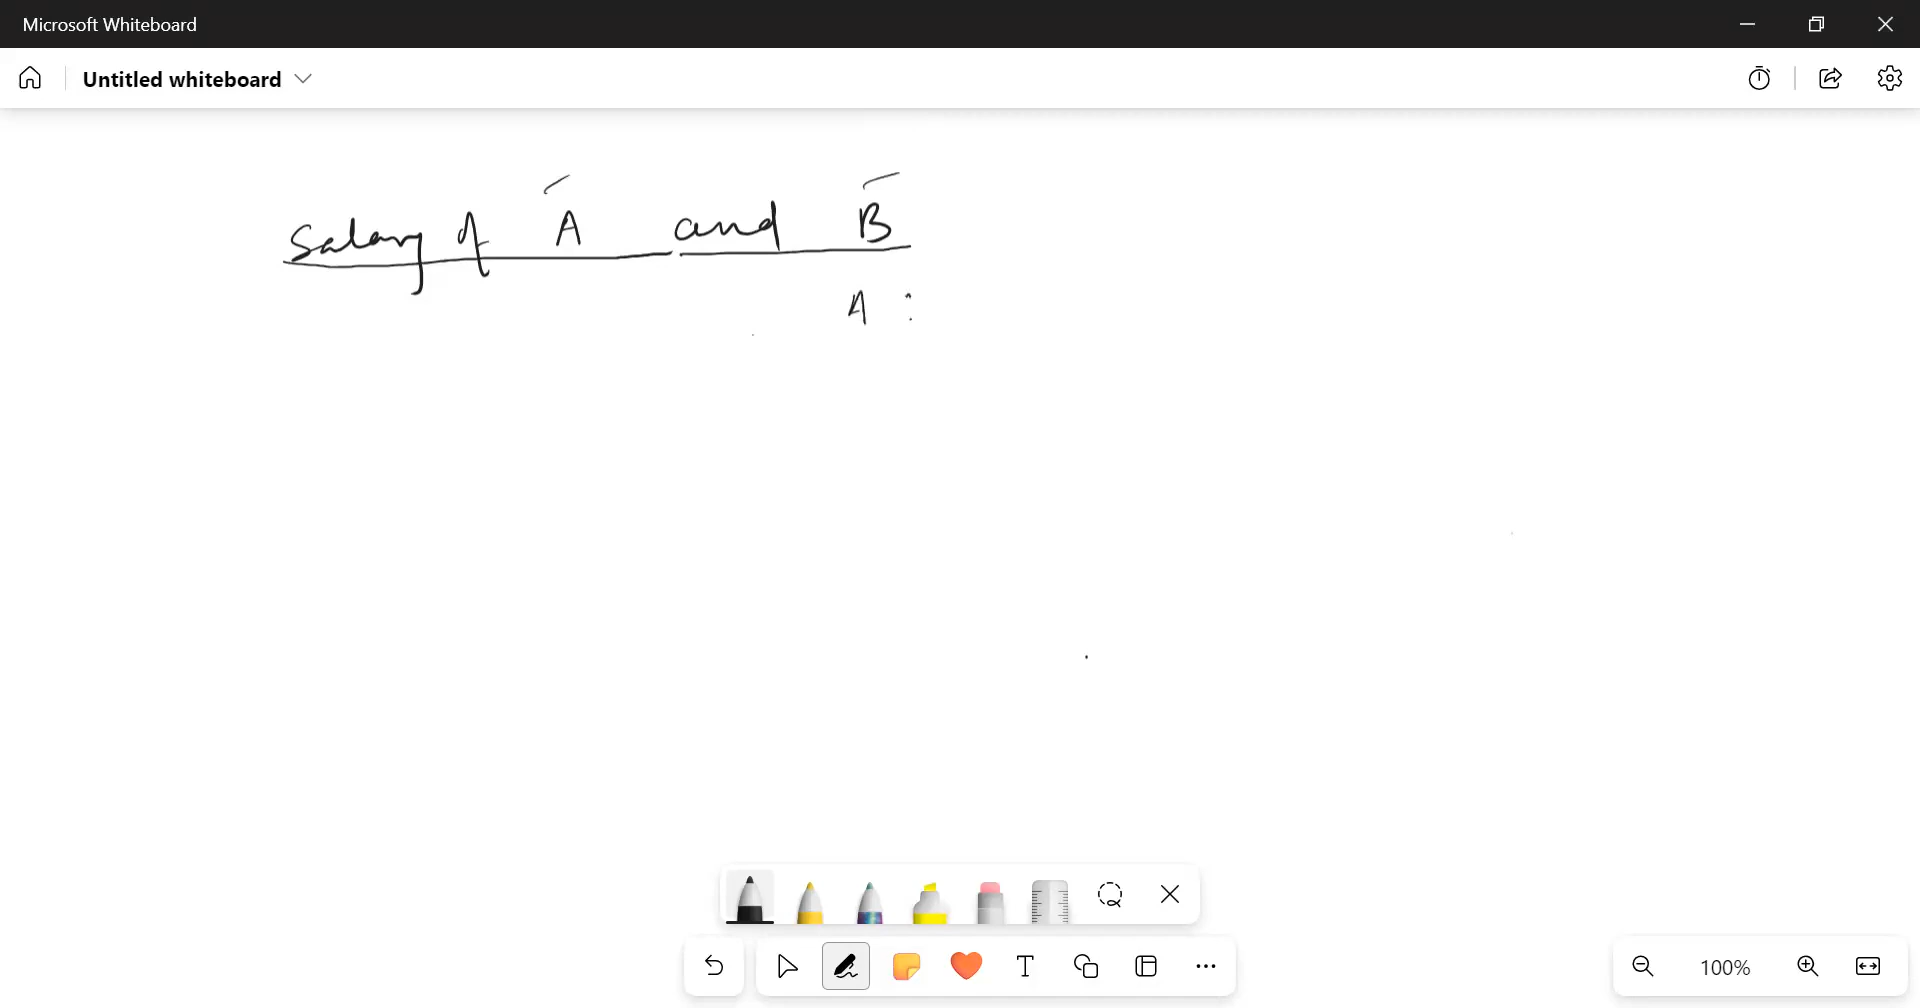 Microsoft Whiteboard
Untitled whiteboard
Salary of A and B
A :
T
100%